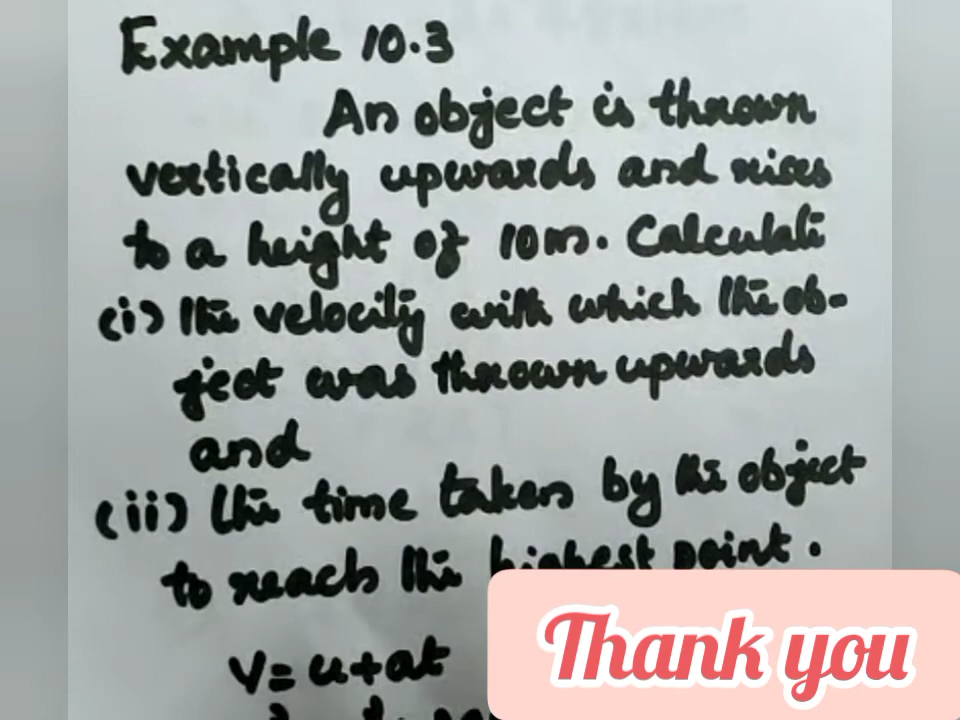 Example 10.3
An object is thrown
vertically upwards and rises
to a height of 10m. Calculate
(i) the velocity with which the ob-
ject was thrown upwards
and
(ii) the time taken by the object
to reach the highest point.
v = u + at
Thank you